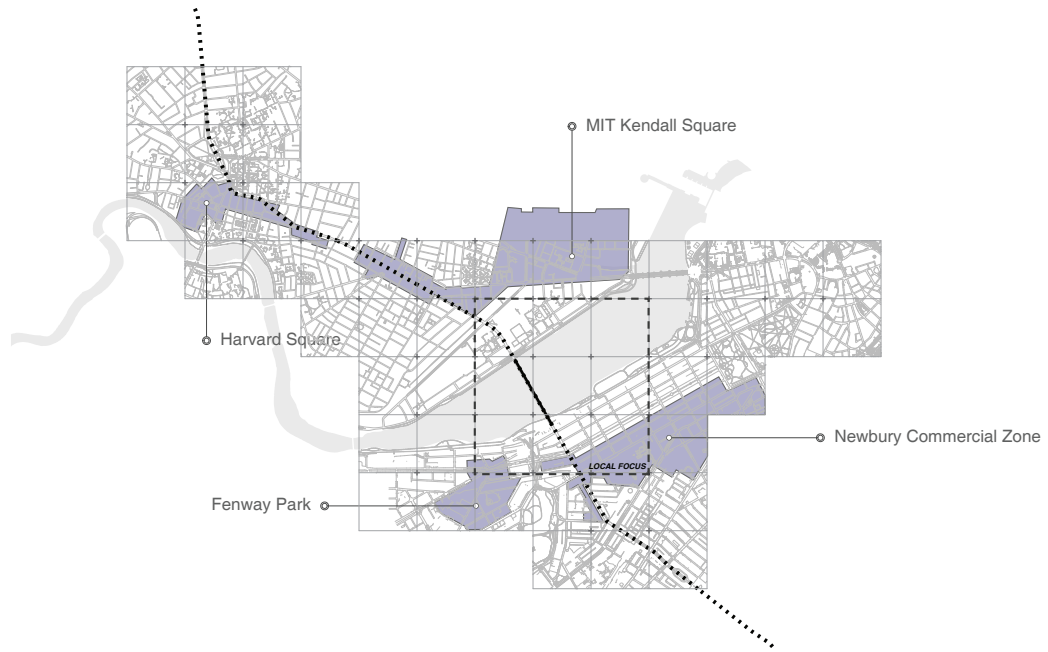 MIT Kendall Square
Harvard Square
Newbury Commercial Zone
LOCAL FOCUS
Fenway Park